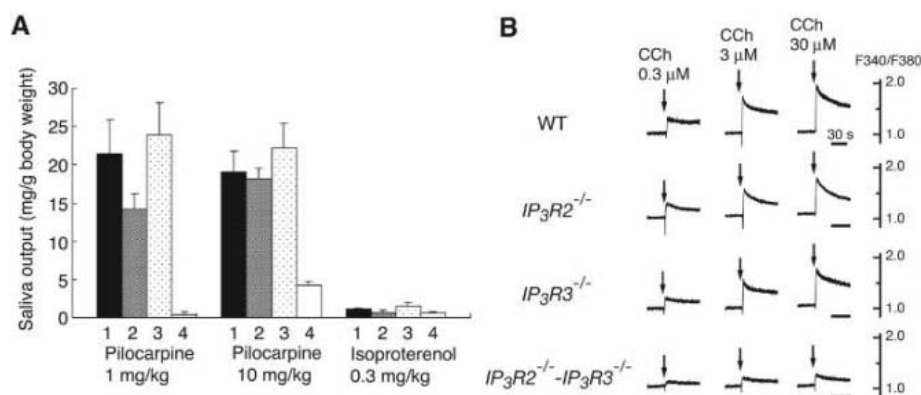 A
Saliva output (mg/g body weight)
30
25
20
15
10
5
0
1 2 3 4 1 2 3 4 1 2 3 4
Pilocarpine Pilocarpine Isoproterenol
1 mg/kg 10 mg/kg 0.3 mg/kg
B
CCh CCh CCh
0.3 µM 3 µM 30 µM
F340/F380
WT
2.0
1.0
30 s
IP₃R2⁻/⁻
2.0
1.0
IP₃R3⁻/⁻
2.0
1.0
IP₃R2⁻/⁻-IP₃R3⁻/⁻
2.0
1.0